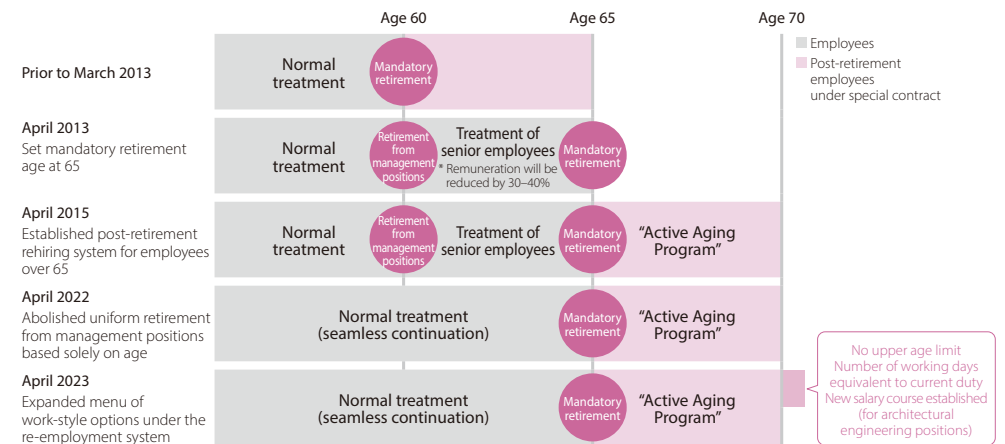 Age 60
Age 65
Age 70
Employees
Post-retirement
employees
under special contract
Prior to March 2013
Normal
treatment
Mandatory
retirement
April 2013
Set mandatory retirement
age at 65
Normal
treatment
Retirement
from
management
positions
Treatment of
senior employees
* Remuneration will be
reduced by 30–40%
Mandatory
retirement
April 2015
Established post-retirement
rehiring system for employees
over 65
Normal
treatment
Retirement
from
management
positions
Treatment of
senior employees
Mandatory
retirement
“Active Aging
Program”
April 2022
Abolished uniform retirement
from management positions
based solely on age
Normal treatment
(seamless continuation)
Mandatory
retirement
“Active Aging
Program”
April 2023
Expanded menu of
work-style options under the
re-employment system
Normal treatment
(seamless continuation)
Mandatory
retirement
“Active Aging
Program”
No upper age limit
Number of working days
equivalent to current duty
New salary course established
(for architectural
engineering positions)